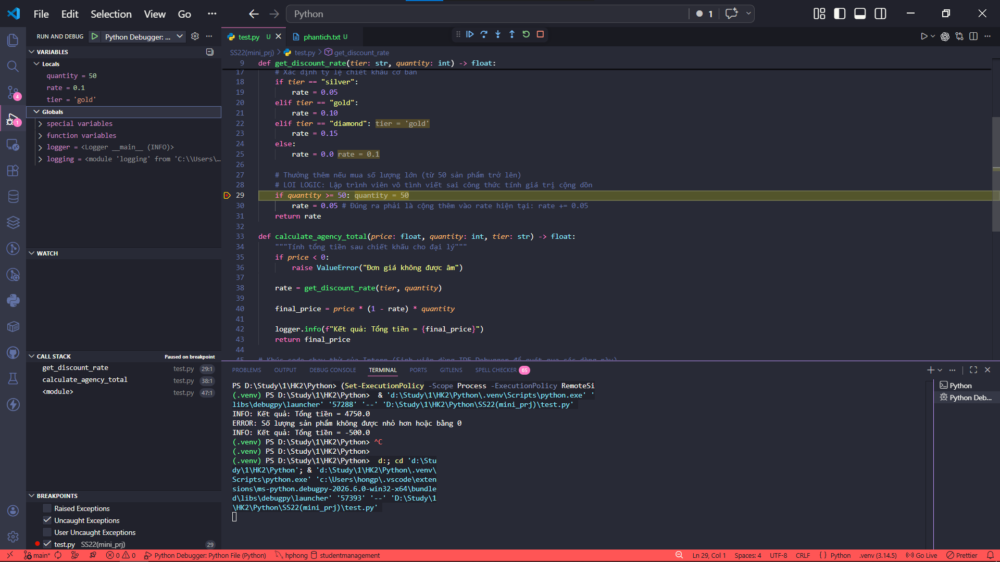 File Edit Selection View Go ···
Python
1
RUN AND DEBUG
Python Debugger: ...
VARIABLES
Locals
quantity = 50
rate = 0.1
tier = 'gold'
Globals
special variables
function variables
logger = <Logger __main__ (INFO)>
logging = <module 'logging' from 'C:\\Users\...
WATCH
CALL STACK
Paused on breakpoint
get_discount_rate test.py 29:1
calculate_agency_total test.py 38:1
<module> test.py 47:1
BREAKPOINTS
Raised Exceptions
Uncaught Exceptions
User Uncaught Exceptions
test.py SS22(mini_prj) 29
4
1
test.py U
phantich.txt U
SS22(mini_prj) > test.py > get_discount_rate
9 def get_discount_rate(tier: str, quantity: int) -> float:
17 # Xác định tỷ lệ chiết khấu cơ bản
18 if tier == "silver":
19 rate = 0.05
20 elif tier == "gold":
21 rate = 0.10
22 elif tier == "diamond": tier = 'gold'
23 rate = 0.15
24 else:
25 rate = 0.0 rate = 0.1
26
27 # Thưởng thêm nếu mua số lượng lớn (từ 50 sản phẩm trở lên)
28 # LOI LOGIC: Lập trình viên vô tình viết sai công thức tính giá trị cộng dồn
29 if quantity >= 50: quantity = 50
30 rate = 0.05 # Đúng ra phải là cộng thêm vào rate hiện tại: rate += 0.05
31 return rate
32
33 def calculate_agency_total(price: float, quantity: int, tier: str) -> float:
34 """Tính tổng tiền sau chiết khấu cho đại lý"""
35 if price < 0:
36 raise ValueError("Đơn giá không được âm")
37
38 rate = get_discount_rate(tier, quantity)
39
40 final_price = price * (1 - rate) * quantity
41
42 logger.info(f"Kết quả: Tổng tiền = {final_price}")
43 return final_price
44
45 # Khúc code chạy thử của Intern (Sinh viên dùng IDE Debugger để quét qua các dòng này)
PROBLEMS OUTPUT DEBUG CONSOLE TERMINAL PORTS GITLENS SPELL CHECKER 65
PS D:\Study\1\HK2\Python> (Set-ExecutionPolicy -Scope Process -ExecutionPolicy RemoteSi
(.venv) PS D:\Study\1\HK2\Python> & 'd:\Study\1\HK2\Python\.venv\Scripts\python.exe' '
libs\debugpy\launcher' '57288' '--' 'D:\Study\1\HK2\Python\SS22(mini_prj)\test.py'
INFO: Kết quả: Tổng tiền = 4750.0
ERROR: Số lượng sản phẩm không được nhỏ hơn hoặc bằng 0
INFO: Kết quả: Tổng tiền = -500.0
(.venv) PS D:\Study\1\HK2\Python> ^C
(.venv) PS D:\Study\1\HK2\Python>
(.venv) PS D:\Study\1\HK2\Python> d:; cd 'd:\Stu
dy\1\HK2\Python'; & 'd:\Study\1\HK2\Python\.venv\
Scripts\python.exe' 'c:\Users\hongp\.vscode\exten
sions\ms-python.debugpy-2026.6.0-win32-x64\bundle
d\libs\debugpy\launcher' '57393' '--' 'D:\Study\1
\HK2\Python\SS22(mini_prj)\test.py'
Python
Python Deb...
main* 0 0 Python Debugger: Python File (Python) hphong studentmanagement Ln 29, Col 1 Spaces: 4 UTF-8 CRLF { } Python .venv (3.14.5) Go Live Prettier